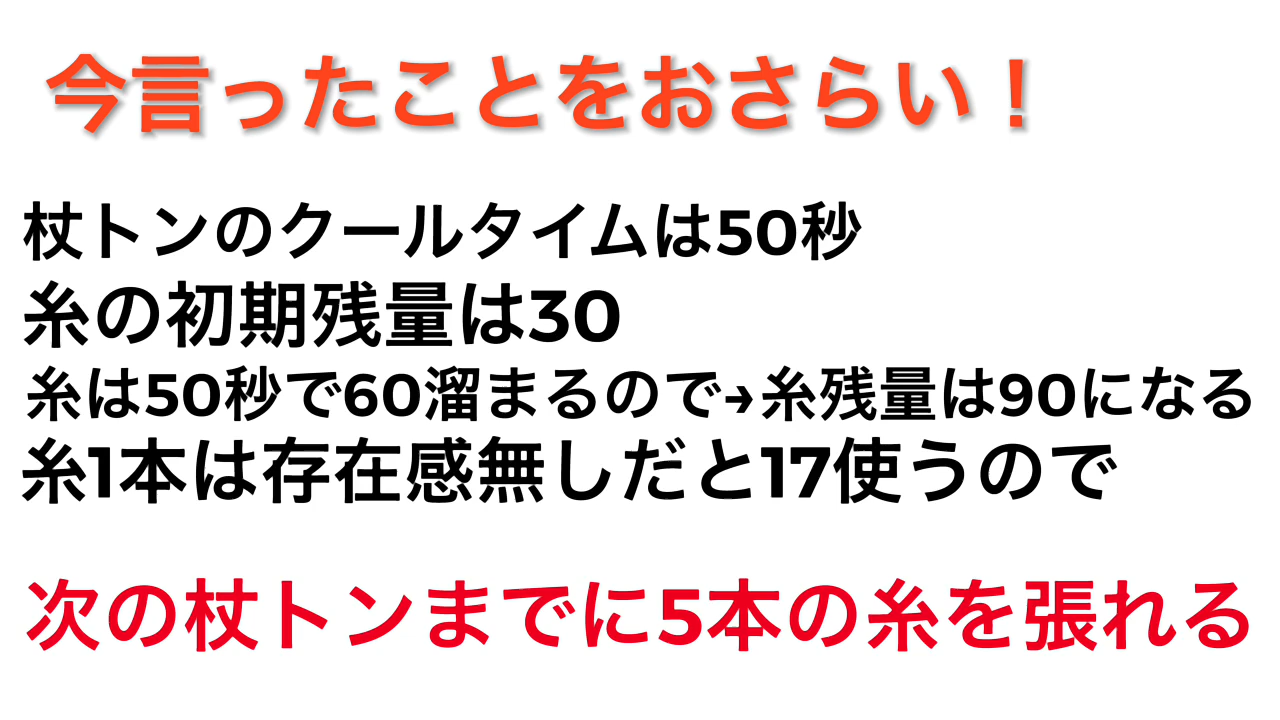 今言ったことをおさらい！
杖トンのクールタイムは50秒
糸の初期残量は30
糸は50秒で60溜まるので→糸残量は90になる
糸1本は存在感無しだと17使うので
次の杖トンまでに5本の糸を張れる